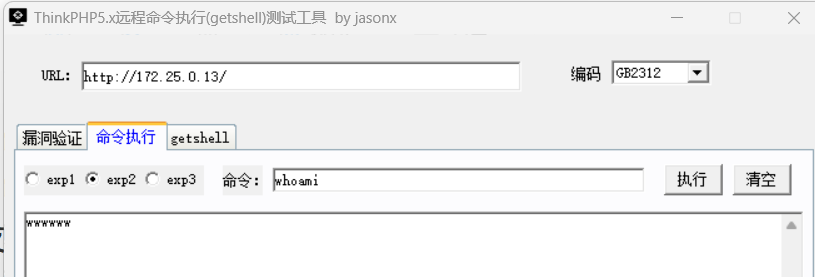 ThinkPHP5.x远程命令执行(getshell)测试工具 by jasonx
URL: http://172.25.0.13/ 编码 GB2312
漏洞验证 命令执行 getshell
exp1 exp2 exp3 命令: whoami 执行 清空
wwwwww